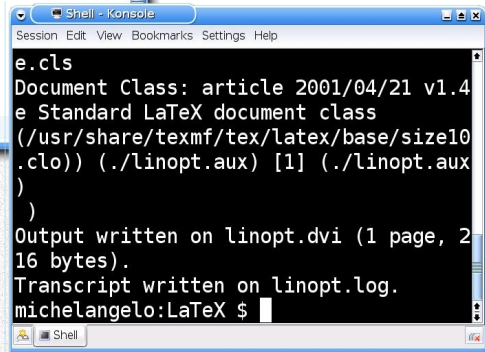 Shell - Konsole
Session Edit View Bookmarks Settings Help
e.cls
Document Class: article 2001/04/21 v1.4
e Standard LaTeX document class
(/usr/share/texmf/tex/latex/base/size10
.clo)) (./linopt.aux) [1] (./linopt.aux
)
)
Output written on linopt.dvi (1 page, 2
16 bytes).
Transcript written on linopt.log.
michelangelo:LaTeX $
Shell